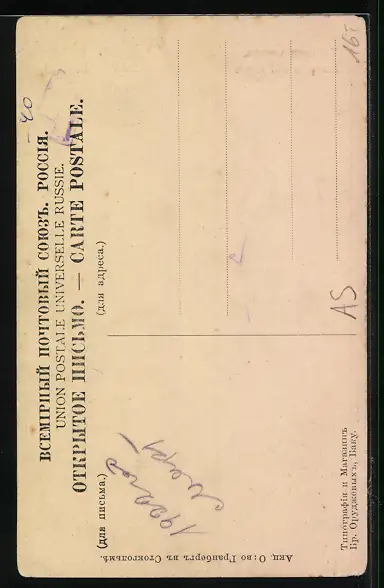 ВСЕМІРНЫЙ ПОЧТОВЫЙ СОЮЗЪ. РОССІЯ.
UNION POSTALE UNIVERSELLE RUSSIE.
ОТКРЫТОЕ ПИСЬМО. — CARTE POSTALE.
(для письма.)
(для адреса.)
AS
Типографія и Магазинъ
Бр. Оруджевыхъ, Баку.
Акц. О:во Гранбергъ въ Стокгольмѣ.